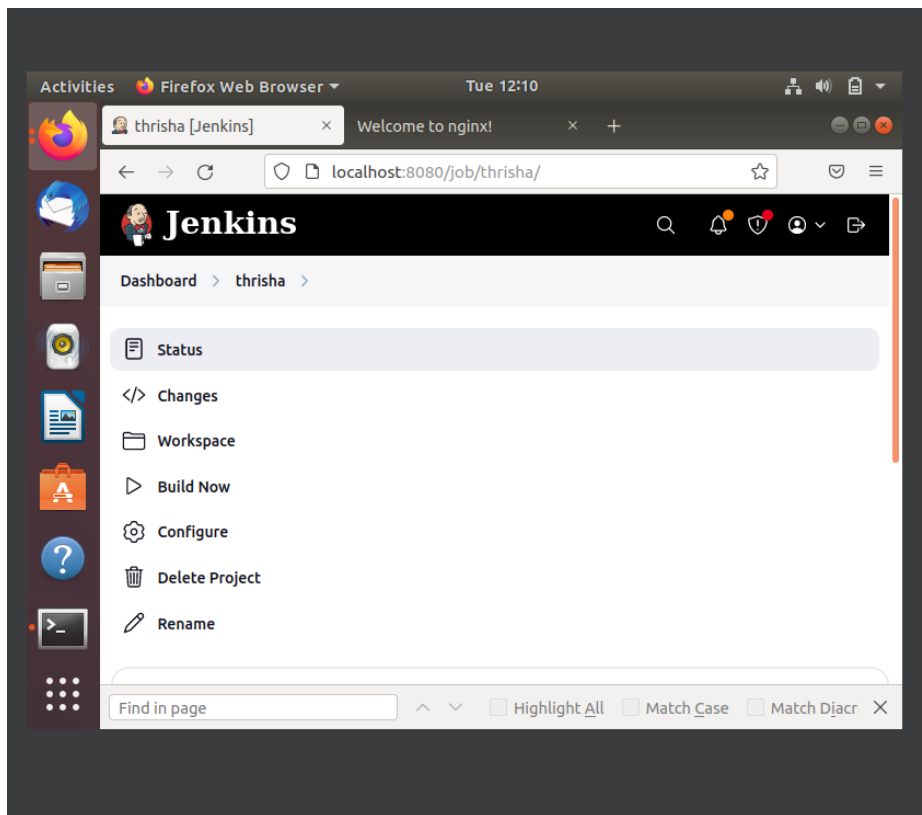 Activities Firefox Web Browser Tue 12:10
thrisha [Jenkins] × Welcome to nginx! × +
localhost:8080/job/thrisha/
Jenkins
Dashboard > thrisha >
Status
Changes
Workspace
Build Now
Configure
Delete Project
Rename
Find in page Highlight All Match Case Match Diacr